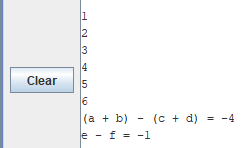 1
2
3
4
Clear
5
6
(a + b) - (c + d) = -4
e - f = -1